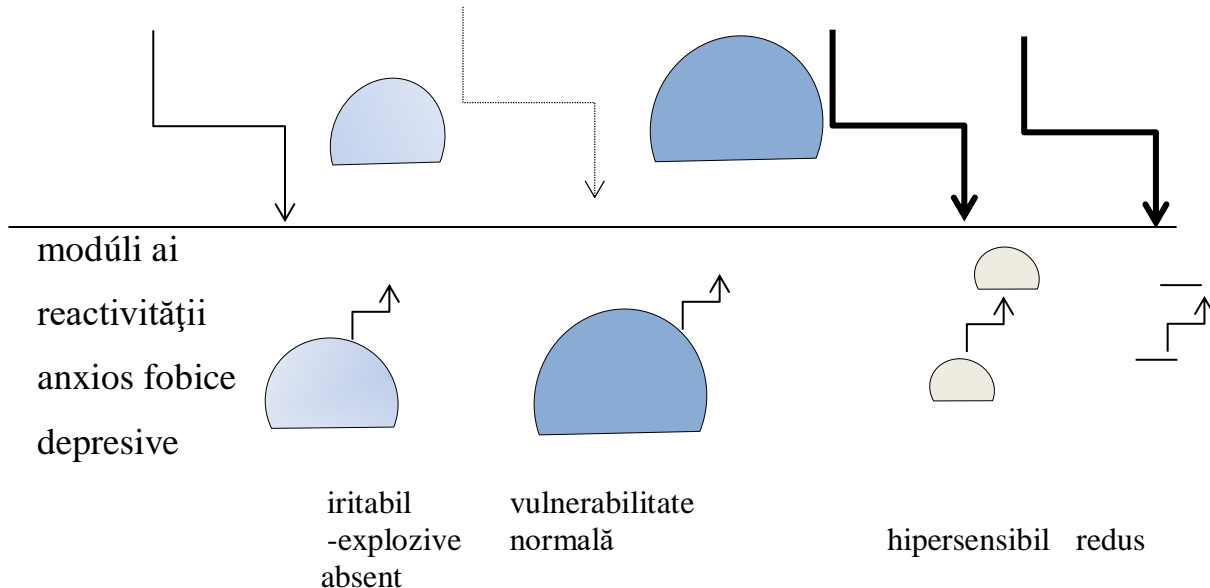 modúli ai
reactivităţii
anxios fobice
depresive
iritabil
-explozive
absent
vulnerabilitate
normală
hipersensibil
redus